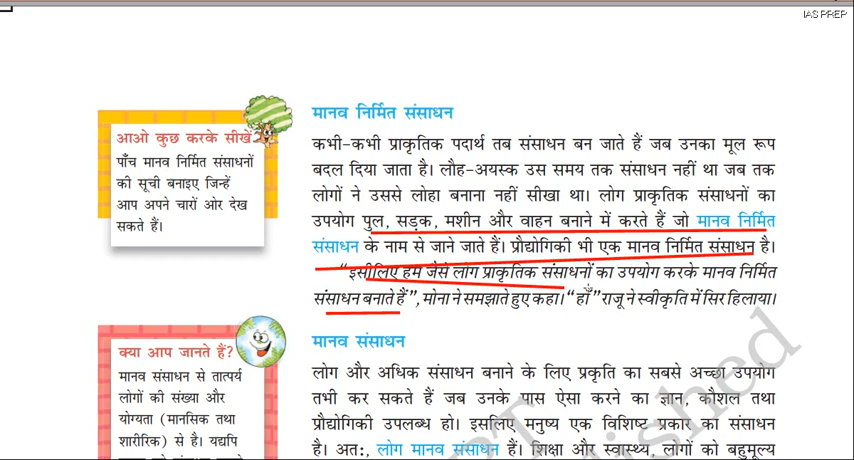 IAS PREP
आओ कुछ करके सीखें
पाँच मानव निर्मित संसाधनों
की सूची बनाइए जिन्हें
आप अपने चारों ओर देख
सकते हैं।
मानव निर्मित संसाधन
कभी-कभी प्राकृतिक पदार्थ तब संसाधन बन जाते हैं जब उनका मूल रूप
बदल दिया जाता है। लौह-अयस्क उस समय तक संसाधन नहीं था जब तक
लोगों ने उससे लोहा बनाना नहीं सीखा था। लोग प्राकृतिक संसाधनों का
उपयोग पुल, सड़क, मशीन और वाहन बनाने में करते हैं जो मानव निर्मित
संसाधन के नाम से जाने जाते हैं। प्रौद्योगिकी भी एक मानव निर्मित संसाधन है।
“इसीलिए हम जैसे लोग प्राकृतिक संसाधनों का उपयोग करके मानव निर्मित
संसाधन बनाते हैं”, मोना ने समझाते हुए कहा। “हाँ” राजू ने स्वीकृति में सिर हिलाया।
क्या आप जानते हैं?
मानव संसाधन से तात्पर्य
लोगों की संख्या और
योग्यता (मानसिक तथा
शारीरिक) से है। यद्यपि
मानव संसाधन
लोग और अधिक संसाधन बनाने के लिए प्रकृति का सबसे अच्छा उपयोग
तभी कर सकते हैं जब उनके पास ऐसा करने का ज्ञान, कौशल तथा
प्रौद्योगिकी उपलब्ध हो। इसलिए मनुष्य एक विशिष्ट प्रकार का संसाधन
है। अत:, लोग मानव संसाधन हैं। शिक्षा और स्वास्थ्य, लोगों को बहुमूल्य